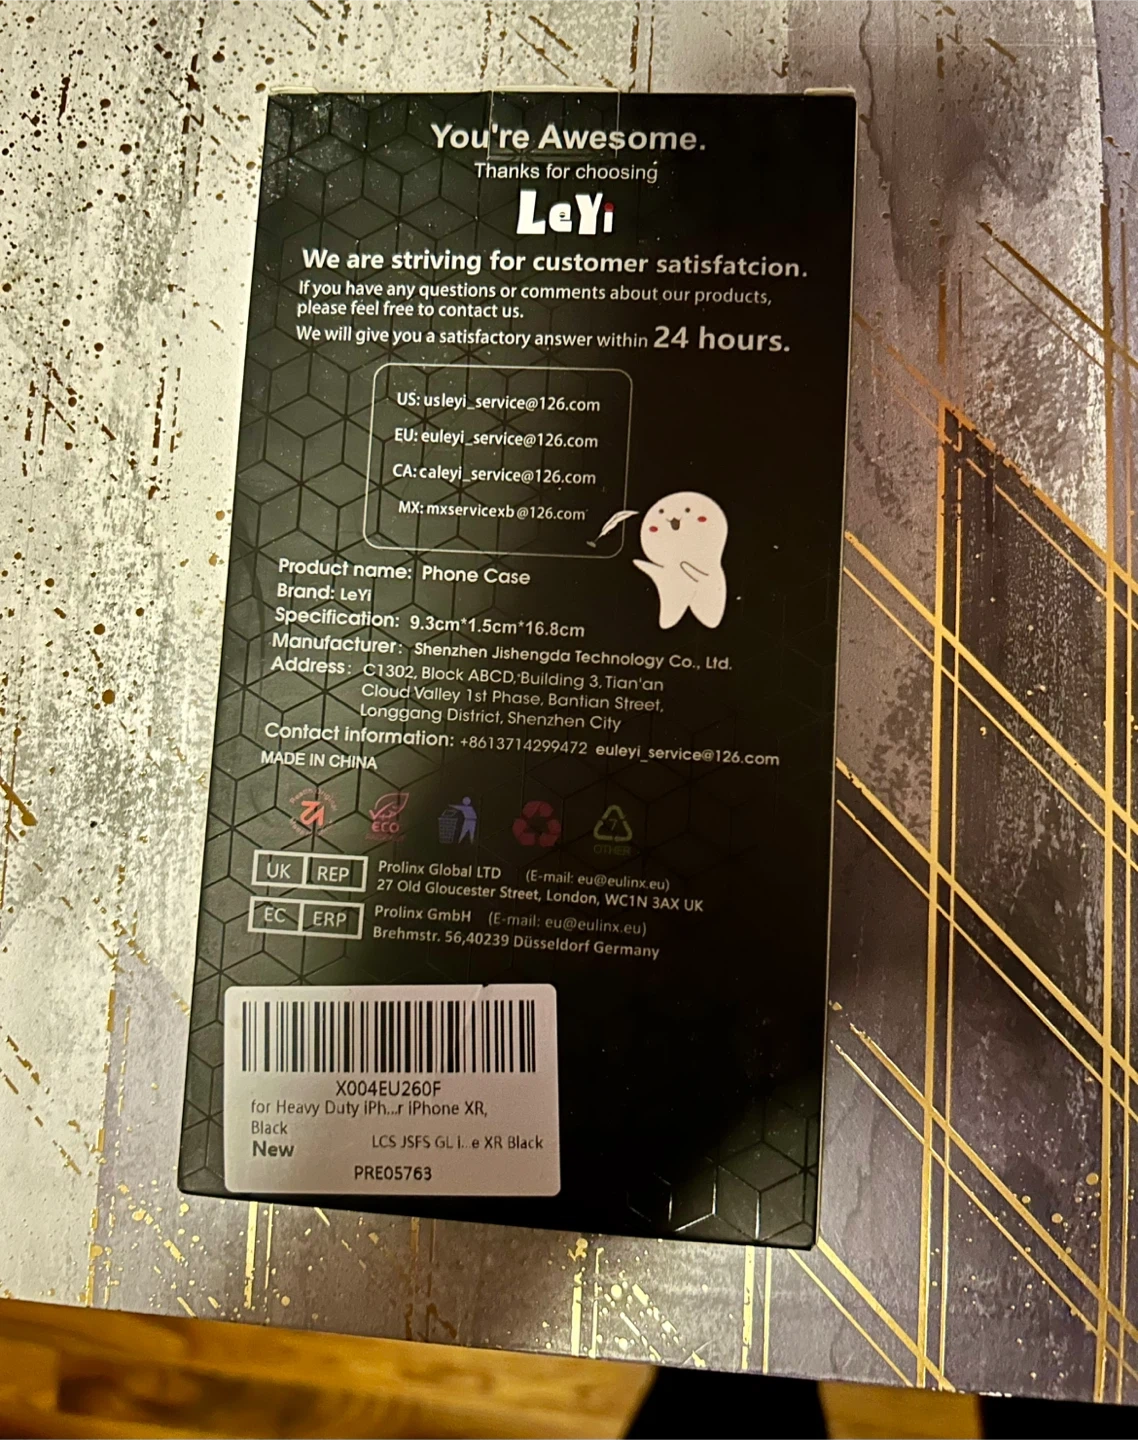 You're Awesome.
Thanks for choosing
LeYi
We are striving for customer satisfatcion.
If you have any questions or comments about our products,
please feel free to contact us.
We will give you a satisfactory answer within 24 hours.
US: usleyi_service@126.com
EU: euleyi_service@126.com
CA: caleyi_service@126.com
MX: mxservicexb@126.com
Product name: Phone Case
Brand: LeYi
Specification: 9.3cm*1.5cm*16.8cm
Manufacturer: Shenzhen Jishengda Technology Co., Ltd.
Address: C1302, Block ABCD, Building 3, Tian'an
Cloud Valley 1st Phase, Bantian Street,
Longgang District, Shenzhen City
Contact information: +8613714299472 euleyi_service@126.com
MADE IN CHINA
ECO
7
OTHER
UK REP Prolinx Global LTD (E-mail: eu@eulinx.eu)
27 Old Gloucester Street, London, WC1N 3AX UK
EC ERP Prolinx GmbH (E-mail: eu@eulinx.eu)
Brehmstr. 56,40239 Düsseldorf Germany
X004EU260F
for Heavy Duty iPh...r iPhone XR,
Black
New LCS JSFS GL i...e XR Black
PRE05763